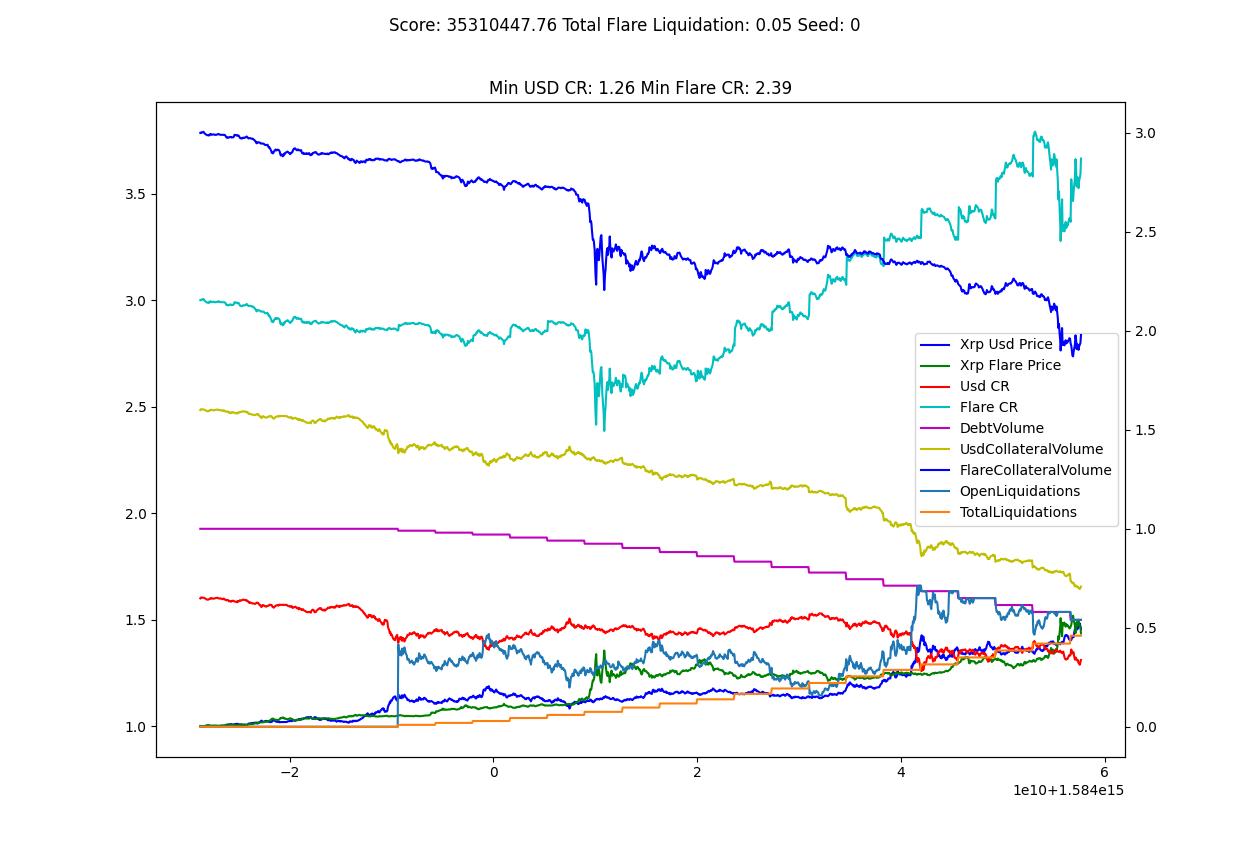 Score: 35310447.76 Total Flare Liquidation: 0.05 Seed: 0
Min USD CR: 1.26 Min Flare CR: 2.39
3.5
3.0
2.5
2.0
1.5
1.0
3.0
2.5
2.0
1.5
1.0
0.5
0.0
Xrp Usd Price
Xrp Flare Price
Usd CR
Flare CR
DebtVolume
UsdCollateralVolume
FlareCollateralVolume
OpenLiquidations
TotalLiquidations
−2 0 2 4 6
1e10+1.584e15